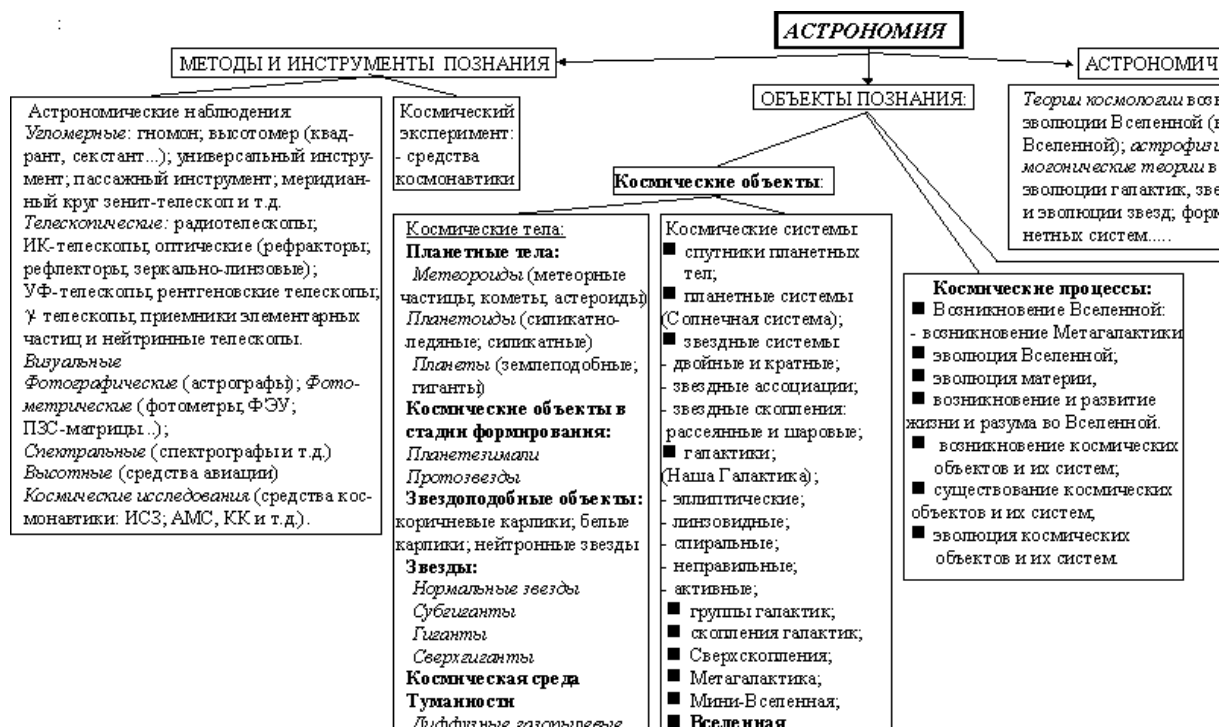 :
АСТРОНОМИЯ
МЕТОДЫ И ИНСТРУМЕНТЫ ПОЗНАНИЯ
АСТРОНОМИЧ
ОБЪЕКТЫ ПОЗНАНИЯ:
Астрономические наблюдения
Угломерные: гномон; высотомер (квад-
рант, секстант...); универсальный инстру-
мент; пассажный инструмент; меридиан-
ный круг зенит-телескоп и т.д.
Телескопические: радиотелескопы;
ИК-телескопы; оптические (рефракторы;
рефлекторы; зеркально-линзовые);
УФ-телескопы; рентгеновские телескопы;
γ- телескопы; приемники элементарных
частиц и нейтринные телескопы.
Визуальные
Фотографические (астрографы); Фото-
метрические (фотометры; ФЭУ;
ПЗС-матрицы...);
Спектральные (спектрографы и т.д.)
Высотные (средства авиации)
Космические исследования (средства кос-
монавтики: ИСЗ; АМС, КК и т.д.).
Космический
эксперимент:
- средства
космонавтики
Космические объекты:
Космические тела:
Планетные тела:
Метеороиды (метеорные
частицы; кометы; астероиды)
Планетоиды (силикатно-
ледяные; силикатные)
Планеты (землеподобные;
гиганты)
Космические объекты в
стадии формирования:
Планетезимали
Протозвезды
Звездоподобные объекты:
коричневые карлики; белые
карлики; нейтронные звезды
Звезды:
Нормальные звезды
Субгиганты
Гиганты
Сверхгиганты
Космическая среда
Туманности
Диффузные газопылевые
Космические системы
■ спутники планетных
тел;
■ планетные системы
(Солнечная система);
■ звездные системы
- двойные и кратные;
- звездные ассоциации;
- звездные скопления:
рассеянные и шаровые;
■ галактики;
(Наша Галактика);
- эллиптические;
- линзовидные;
- спиральные;
- неправильные;
- активные;
■ группы галактик;
■ скопления галактик;
■ Сверхскопления;
■ Метагалактика;
■ Мини-Вселенная;
■ Вселенная
Теории космологии возн
эволюции Вселенной (
Вселенной); астрофизи
могонические теории в
эволюции галактик, зве
и эволюции звезд; форм
нетных систем.....
Космические процессы:
■ Возникновение Вселенной:
- возникновение Метагалактики
■ эволюция Вселенной;
■ эволюция материи,
■ возникновение и развитие
жизни и разума во Вселенной.
■ возникновение космических
объектов и их систем;
■ существование космических
объектов и их систем;
■ эволюция космических
объектов и их систем.